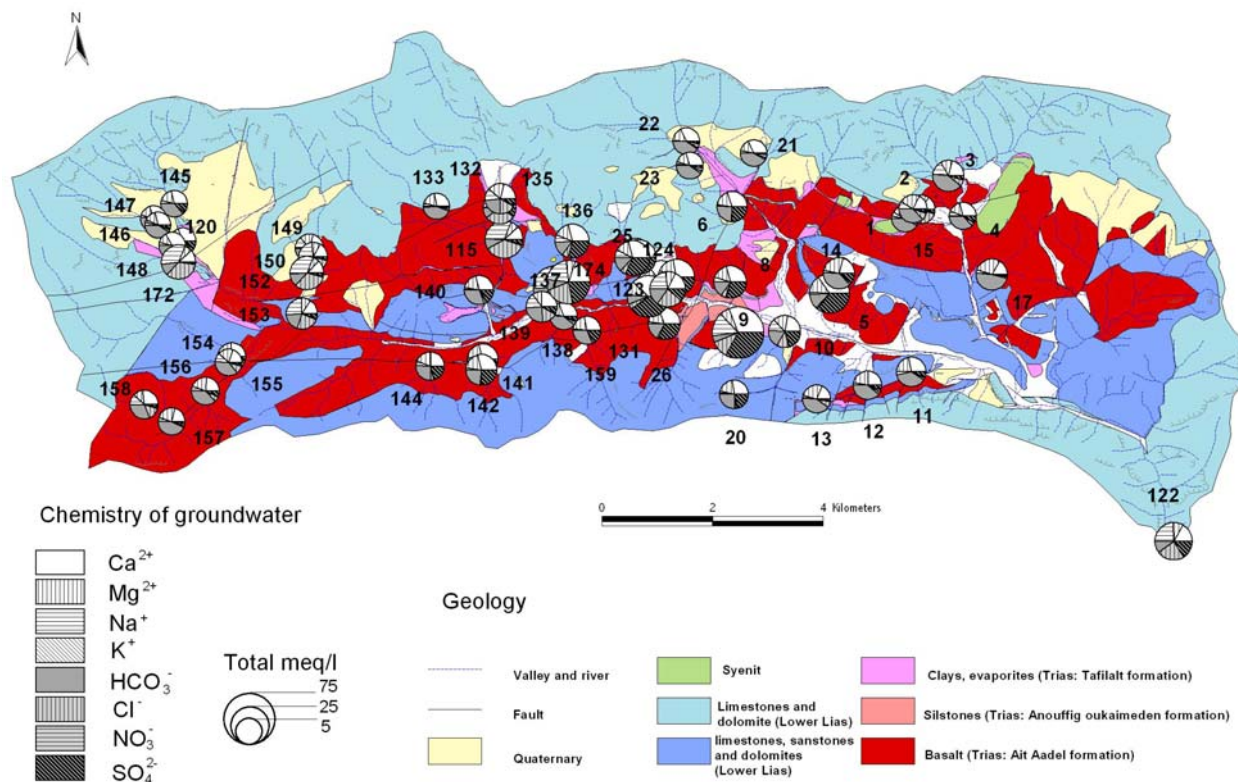 N
22
21
3
132
135
133
23
2
145
147
120
146
149
136
6
1
15
4
115
25
124
150
148
152
137
174
8
14
172
140
123
17
153
9
5
139
10
154
138
131
156
159
26
158
155
141
144
142
11
12
157
20
13
122
0 2 4 Kilometers
Chemistry of groundwater
Ca2+
Mg2+
Na+
K+
HCO3-
Cl-
NO3-
SO42-
Total meq/l
75
25
5
Geology
Valley and river
Fault
Quaternary
Syenit
Limestones and
dolomite (Lower Lias)
limestones, sanstones
and dolomites
(Lower Lias)
Clays, evaporites (Trias: Tafilalt formation)
Silstones (Trias: Anouffig oukaimeden formation)
Basalt (Trias: Ait Aadel formation)